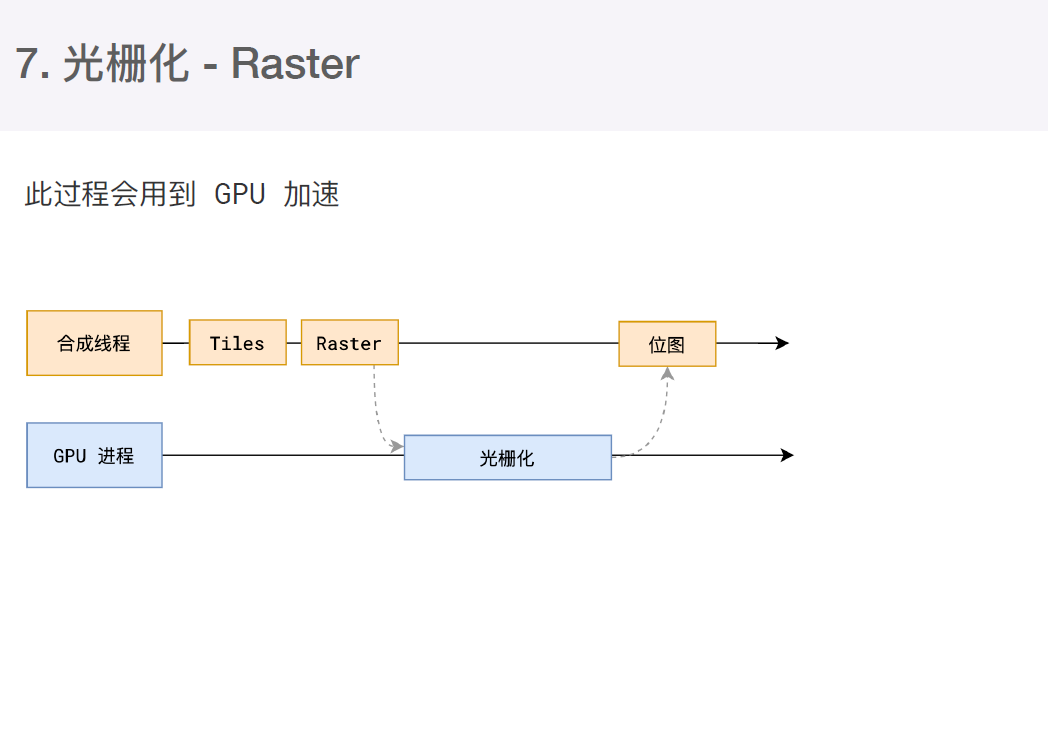 7. 光栅化 - Raster
此过程会用到 GPU 加速
合成线程
Tiles
Raster
位图
GPU 进程
光栅化